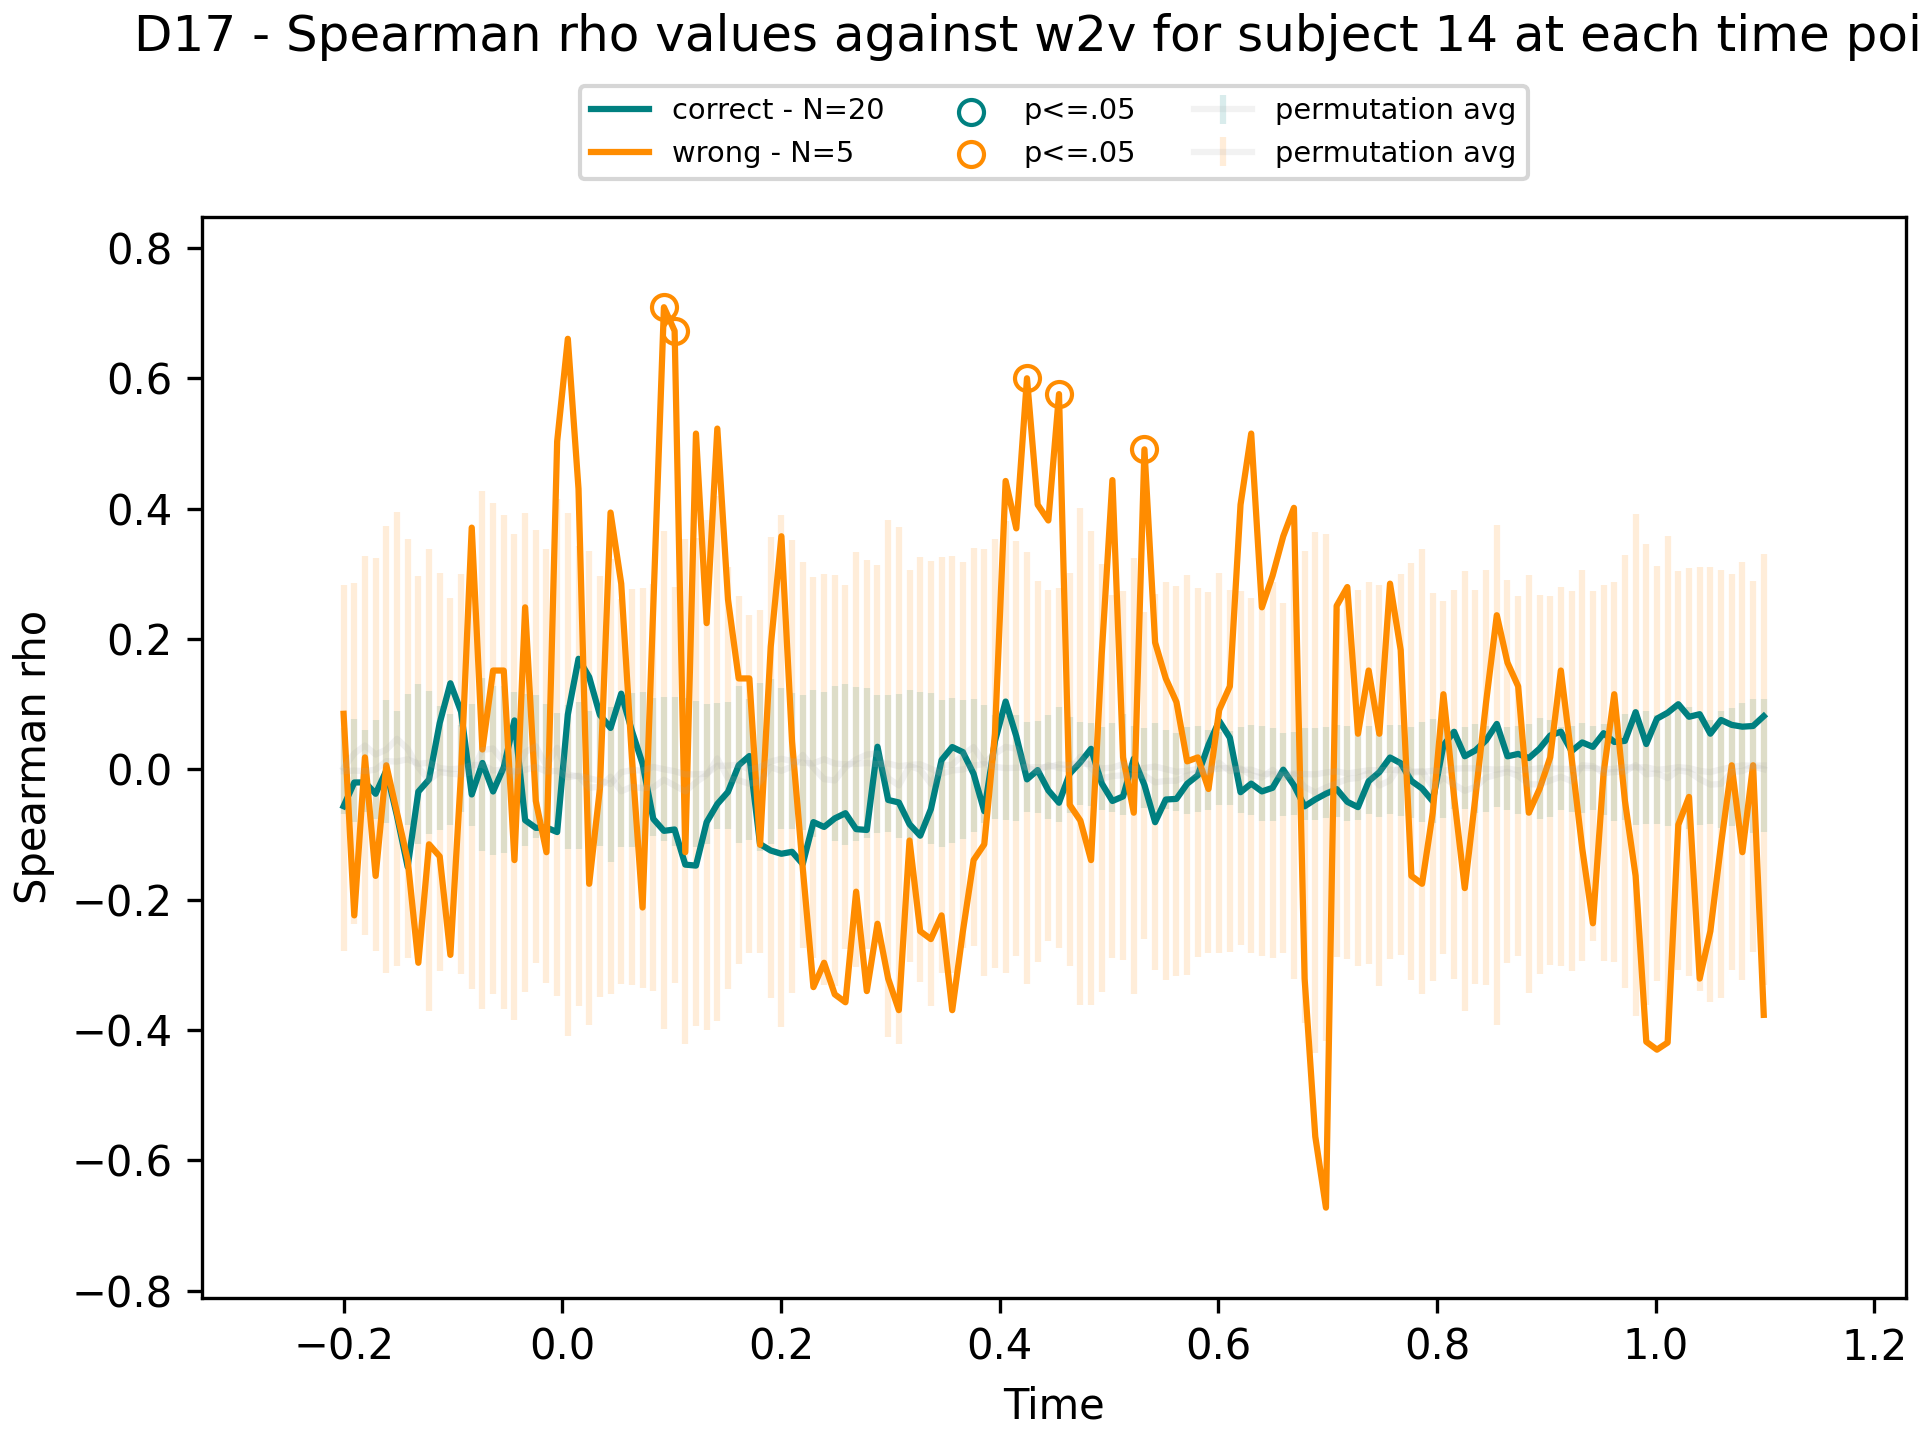 D17 - Spearman rho values against w2v for subject 14 at each time poi
correct - N=20 p<=.05 permutation avg
wrong - N=5 p<=.05 permutation avg
0.8
0.6
0.4
0.2
0.0
−0.2
−0.4
−0.6
−0.8
Spearman rho
−0.2 0.0 0.2 0.4 0.6 0.8 1.0 1.2
Time